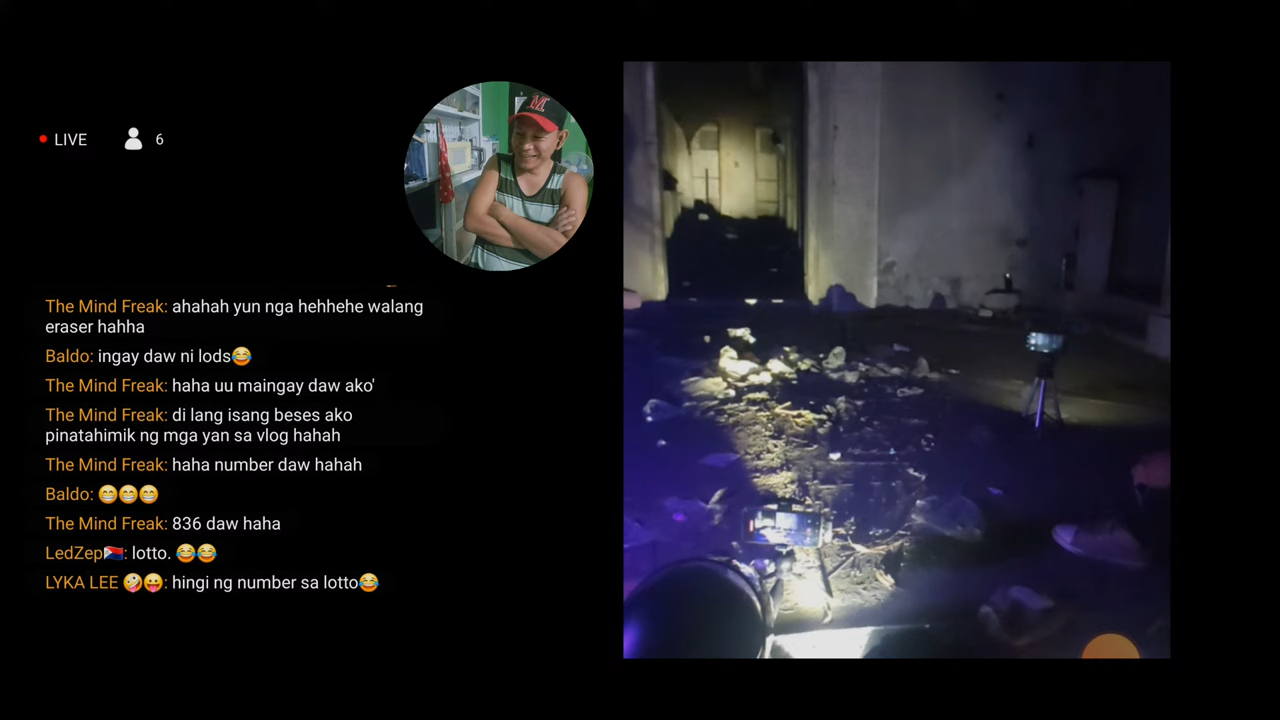 LIVE
6
M
The Mind Freak: ahahah yun nga hehhehe walang
eraser hahha
Baldo: ingay daw ni lods😂
The Mind Freak: haha uu maingay daw ako'
The Mind Freak: di lang isang beses ako
pinatahimik ng mga yan sa vlog hahah
The Mind Freak: haha number daw hahah
Baldo: 😁😁😁
The Mind Freak: 836 daw haha
LedZep🇵🇭: lotto. 😂😂
LYKA LEE 🤪😜: hingi ng number sa lotto😂